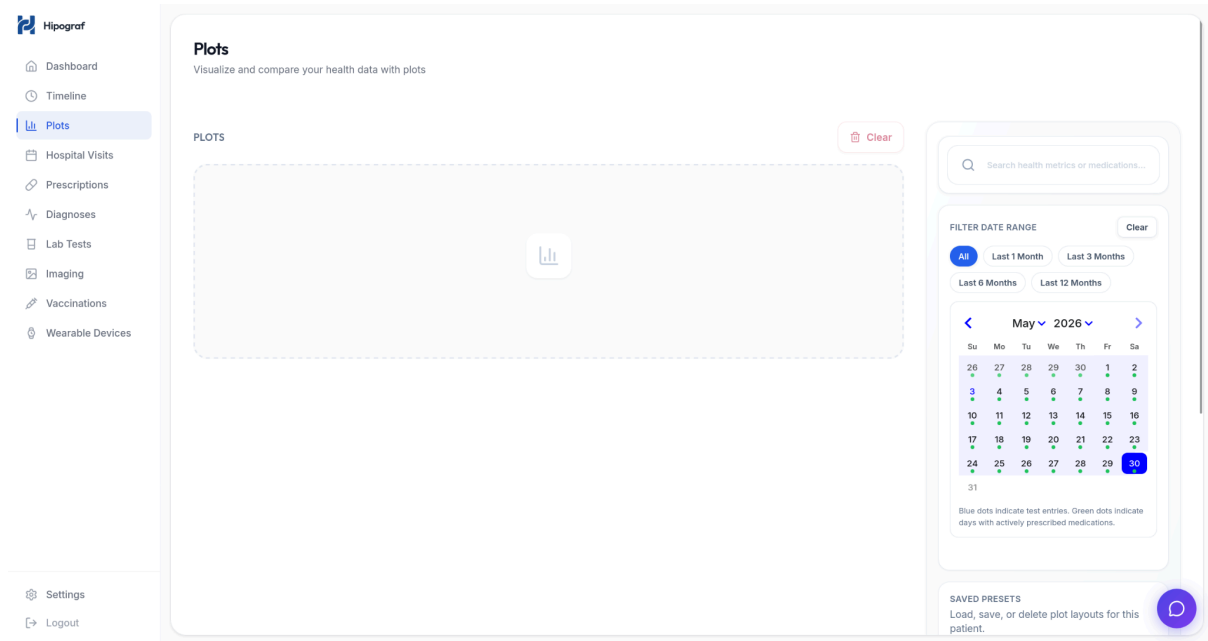 Hipograf
Dashboard
Timeline
Plots
Hospital Visits
Prescriptions
Diagnoses
Lab Tests
Imaging
Vaccinations
Wearable Devices
Settings
Logout
Plots
Visualize and compare your health data with plots
PLOTS
Clear
Search health metrics or medications...
FILTER DATE RANGE
Clear
All
Last 1 Month
Last 3 Months
Last 6 Months
Last 12 Months
May 2026
Su Mo Tu We Th Fr Sa
26 27 28 29 30 1 2
3 4 5 6 7 8 9
10 11 12 13 14 15 16
17 18 19 20 21 22 23
24 25 26 27 28 29 30
31
Blue dots indicate test entries. Green dots indicate
days with actively prescribed medications.
SAVED PRESETS
Load, save, or delete plot layouts for this
patient.